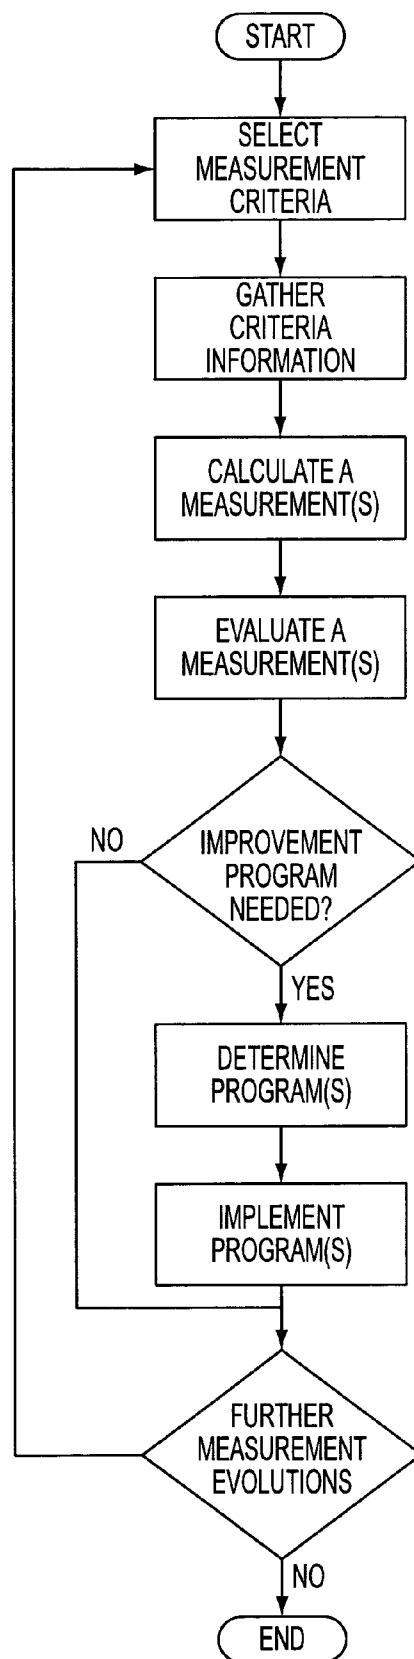 START
SELECT
MEASUREMENT
CRITERIA
GATHER
CRITERIA
INFORMATION
CALCULATE A
MEASUREMENT(S)
EVALUATE A
MEASUREMENT(S)
NO
IMPROVEMENT
PROGRAM
NEEDED?
YES
DETERMINE
PROGRAM(S)
IMPLEMENT
PROGRAM(S)
FURTHER
MEASUREMENT
EVOLUTIONS
NO
END